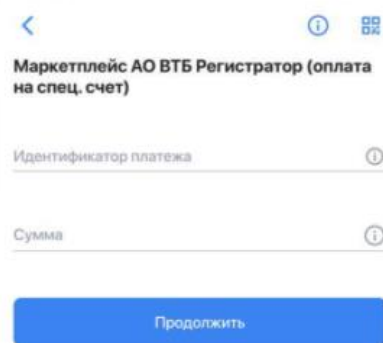 Маркетплейс АО ВТБ Регистратор (оплата
на спец. счет)
Идентификатор платежа
Сумма
Продолжить